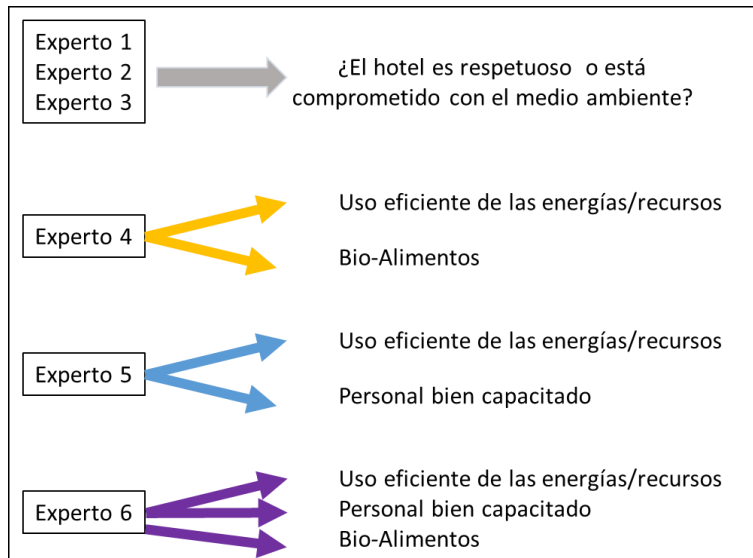 Experto 1
Experto 2
Experto 3
¿El hotel es respetuoso o está
comprometido con el medio ambiente?
Experto 4
Uso eficiente de las energías/recursos
Bio-Alimentos
Experto 5
Uso eficiente de las energías/recursos
Personal bien capacitado
Experto 6
Uso eficiente de las energías/recursos
Personal bien capacitado
Bio-Alimentos